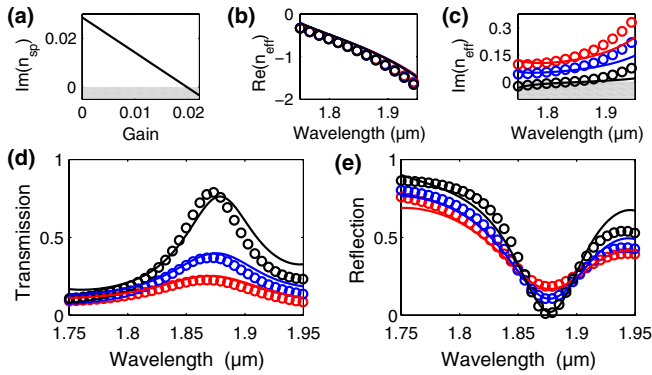 (a)
Im(n_sp)
0.03
0
0
0.01
0.02
Gain
(b)
Re(n_eff)
0
−1
−2
1.8
1.9
Wavelength (μm)
(c)
Im(n_eff)
0.3
0.15
0
1.8
1.9
Wavelength (μm)
(d)
Transmission
1
0.5
0
1.75
1.8
1.85
1.9
1.95
Wavelength (μm)
(e)
Reflection
1
0.5
0
1.75
1.8
1.85
1.90
1.95
Wavelength (μm)